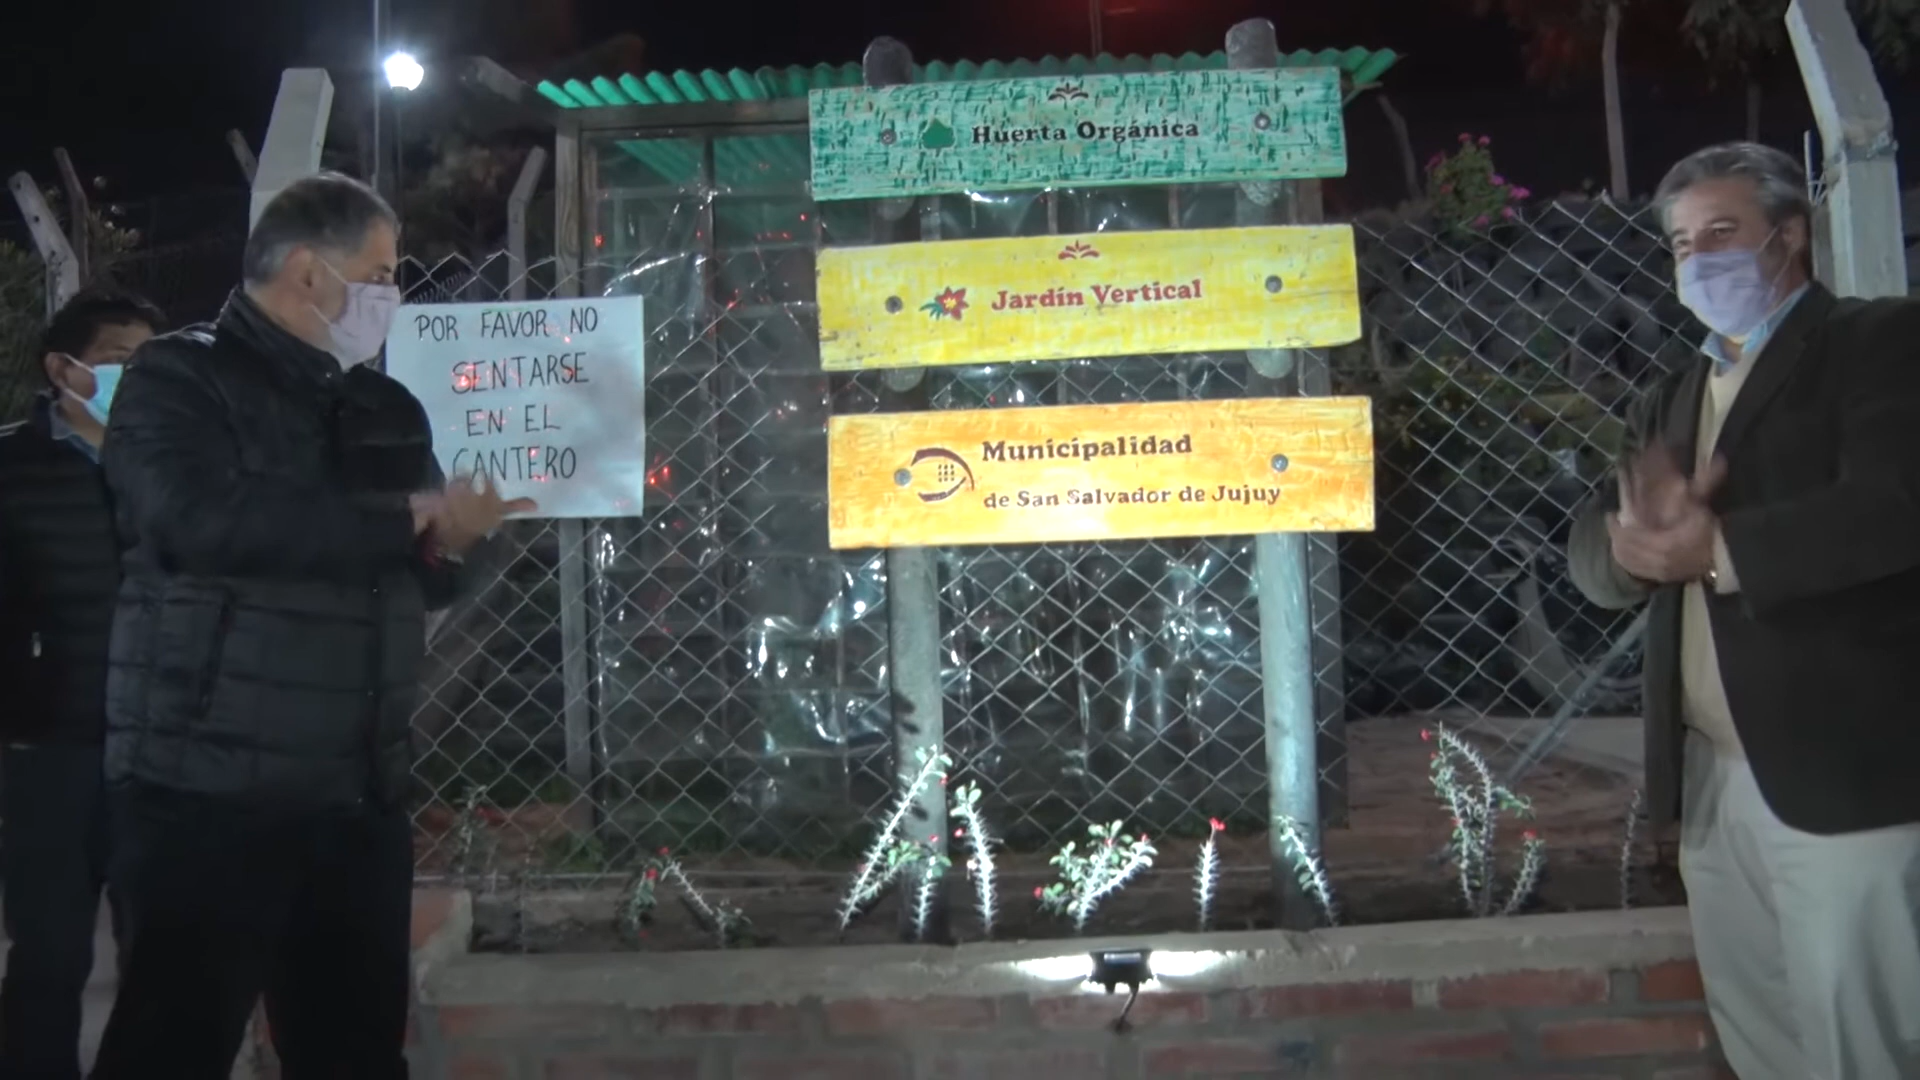 POR FAVOR NO
SENTARSE
EN EL
CANTERO
Huerta Orgánica
Jardín Vertical
Municipalidad
de San Salvador de Jujuy